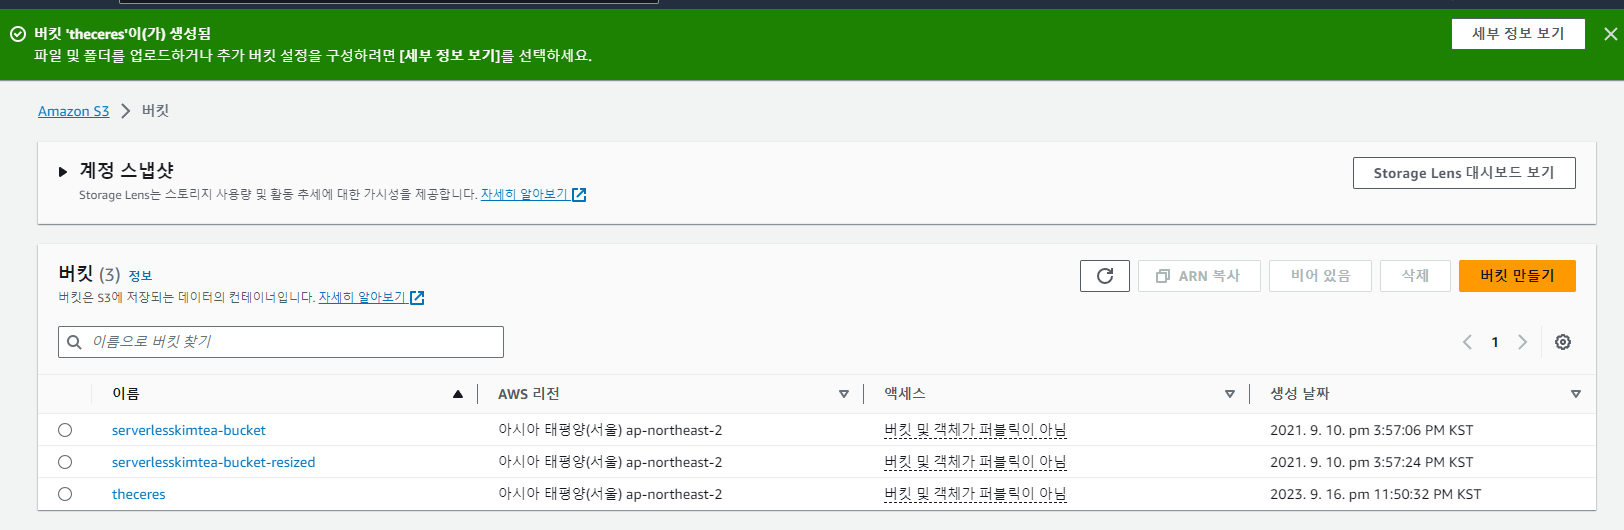 버킷 'theceres'이(가) 생성됨
파일 및 폴더를 업로드하거나 추가 버킷 설정을 구성하려면 [세부 정보 보기]를 선택하세요.
세부 정보 보기
Amazon S3 버킷
계정 스냅샷
Storage Lens는 스토리지 사용량 및 활동 추세에 대한 가시성을 제공합니다. 자세히 알아보기
Storage Lens 대시보드 보기
버킷 (3) 정보
버킷은 S3에 저장되는 데이터의 컨테이너입니다. 자세히 알아보기
ARN 복사 비어 있음 삭제 버킷 만들기
이름으로 버킷 찾기
1
이름 AWS 리전 액세스 생성 날짜
serverlesskimtea-bucket 아시아 태평양(서울) ap-northeast-2 버킷 및 객체가 퍼블릭이 아님 2021. 9. 10. pm 3:57:06 PM KST
serverlesskimtea-bucket-resized 아시아 태평양(서울) ap-northeast-2 버킷 및 객체가 퍼블릭이 아님 2021. 9. 10. pm 3:57:24 PM KST
theceres 아시아 태평양(서울) ap-northeast-2 버킷 및 객체가 퍼블릭이 아님 2023. 9. 16. pm 11:50:32 PM KST